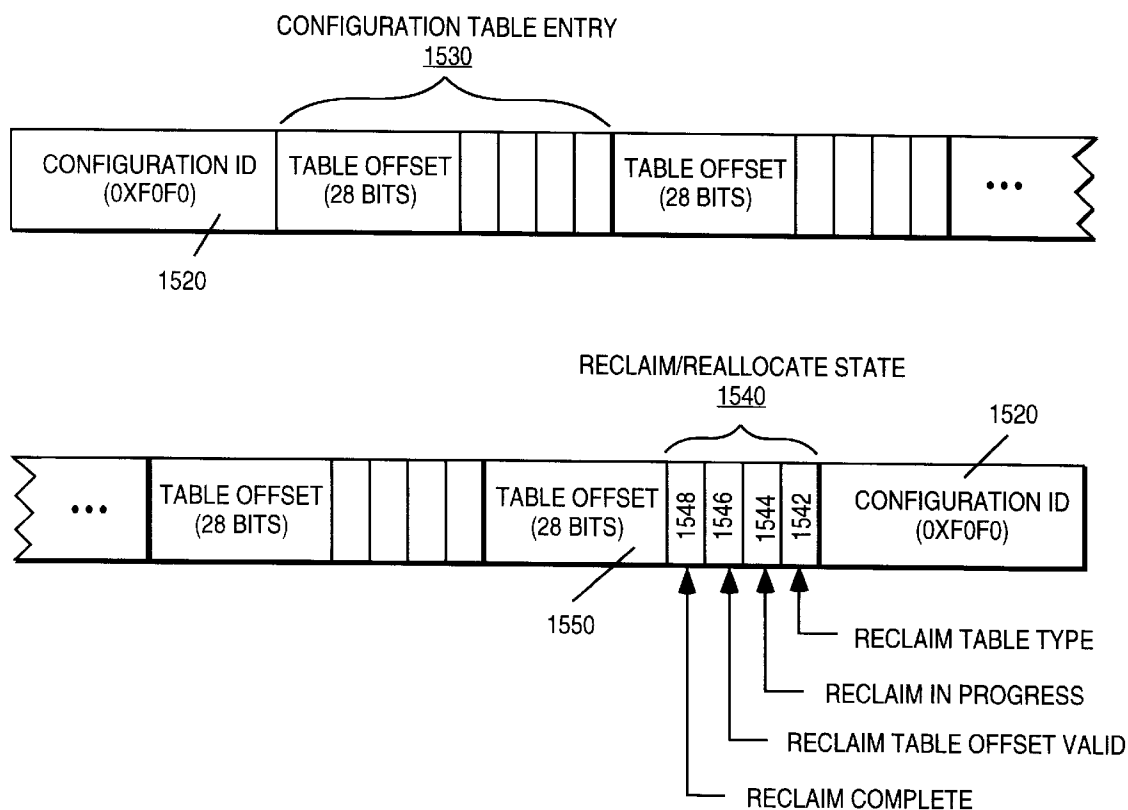 CONFIGURATION TABLE ENTRY
1530
CONFIGURATION ID
(0XF0F0)
TABLE OFFSET
(28 BITS)
TABLE OFFSET
(28 BITS)
•••
1520
RECLAIM/REALLOCATE STATE
1540
1520
•••
TABLE OFFSET
(28 BITS)
TABLE OFFSET
(28 BITS)
1548
1546
1544
1542
CONFIGURATION ID
(0XF0F0)
1550
RECLAIM TABLE TYPE
RECLAIM IN PROGRESS
RECLAIM TABLE OFFSET VALID
RECLAIM COMPLETE